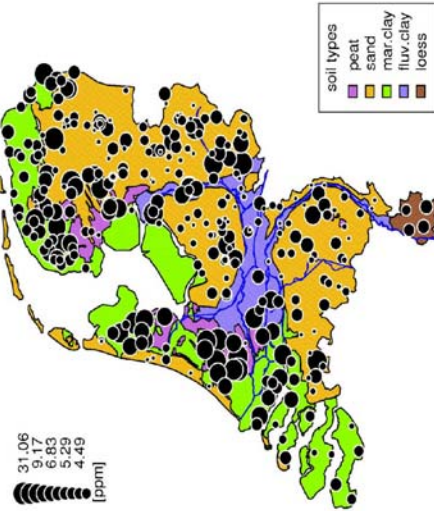 31.06
9.17
6.83
5.29
4.49
[ppm]
soil types
peat
sand
mar.clay
fluv.clay
loess